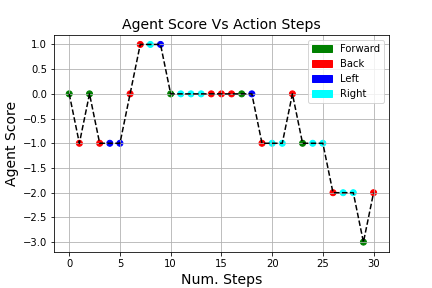 Agent Score Vs Action Steps
Agent Score
1.0
0.5
0.0
−0.5
−1.0
−1.5
−2.0
−2.5
−3.0
Forward
Back
Left
Right
0 5 10 15 20 25 30
Num. Steps